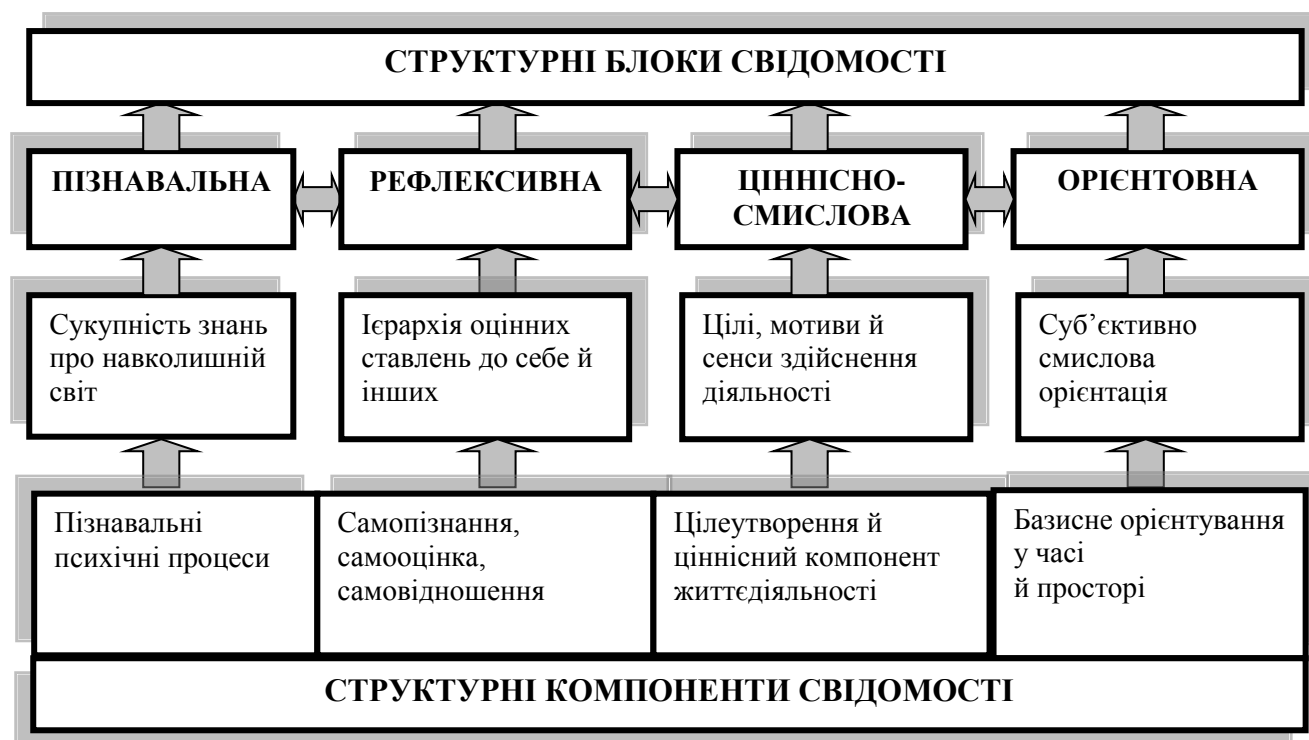 СТРУКТУРНІ БЛОКИ СВІДОМОСТІ
ПІЗНАВАЛЬНА
РЕФЛЕКСИВНА
ЦІННІСНО-
СМИСЛОВА
ОРІЄНТОВНА
Сукупність знань
про навколишній
світ
Ієрархія оцінних
ставлень до себе й
інших
Цілі, мотиви й
сенси здійснення
діяльності
Суб’єктивно
смислова
орієнтація
Пізнавальні
психічні процеси
Самопізнання,
самооцінка,
самовідношення
Цілеутворення й
ціннісний компонент
життєдіяльності
Базисне орієнтування
у часі
й просторі
СТРУКТУРНІ КОМПОНЕНТИ СВІДОМОСТІ